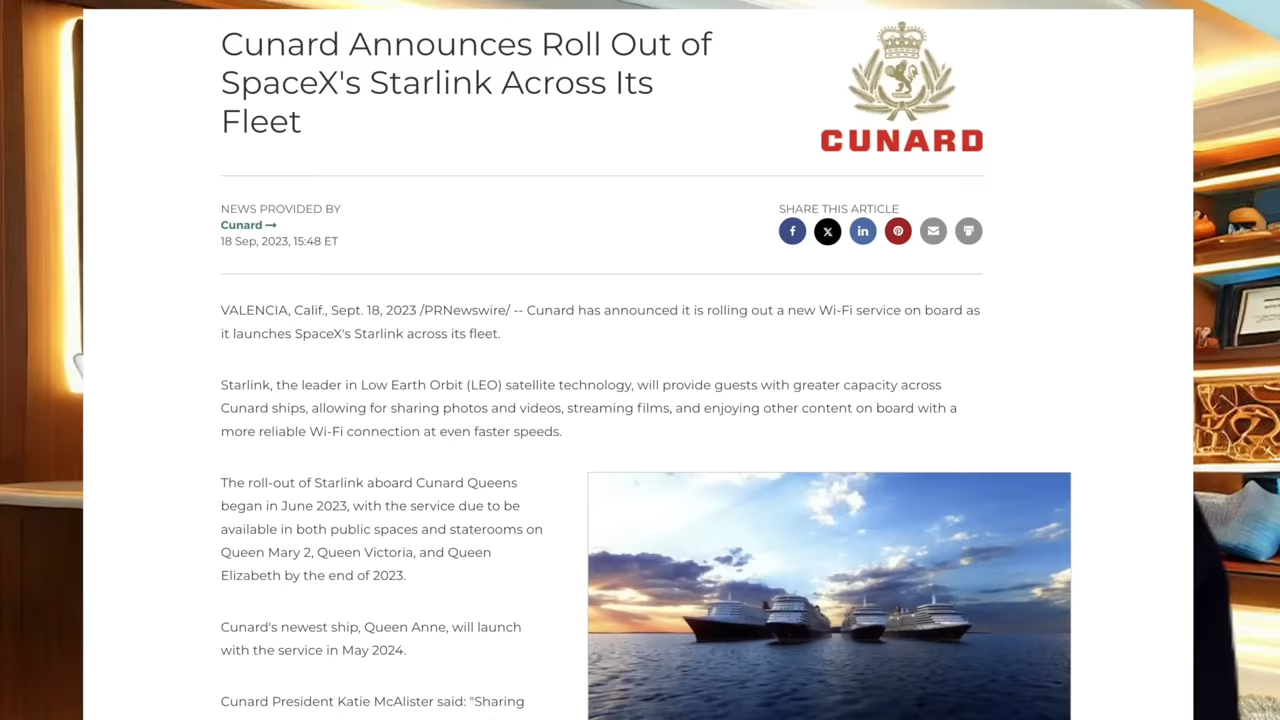 Cunard Announces Roll Out of
SpaceX's Starlink Across Its
Fleet
CUNARD
NEWS PROVIDED BY
Cunard →
18 Sep, 2023, 15:48 ET
SHARE THIS ARTICLE
VALENCIA, Calif., Sept. 18, 2023 /PRNewswire/ -- Cunard has announced it is rolling out a new Wi-Fi service on board as
it launches SpaceX's Starlink across its fleet.
Starlink, the leader in Low Earth Orbit (LEO) satellite technology, will provide guests with greater capacity across
Cunard ships, allowing for sharing photos and videos, streaming films, and enjoying other content on board with a
more reliable Wi-Fi connection at even faster speeds.
The roll-out of Starlink aboard Cunard Queens
began in June 2023, with the service due to be
available in both public spaces and staterooms on
Queen Mary 2, Queen Victoria, and Queen
Elizabeth by the end of 2023.
Cunard's newest ship, Queen Anne, will launch
with the service in May 2024.
Cunard President Katie McAlister said: "Sharing